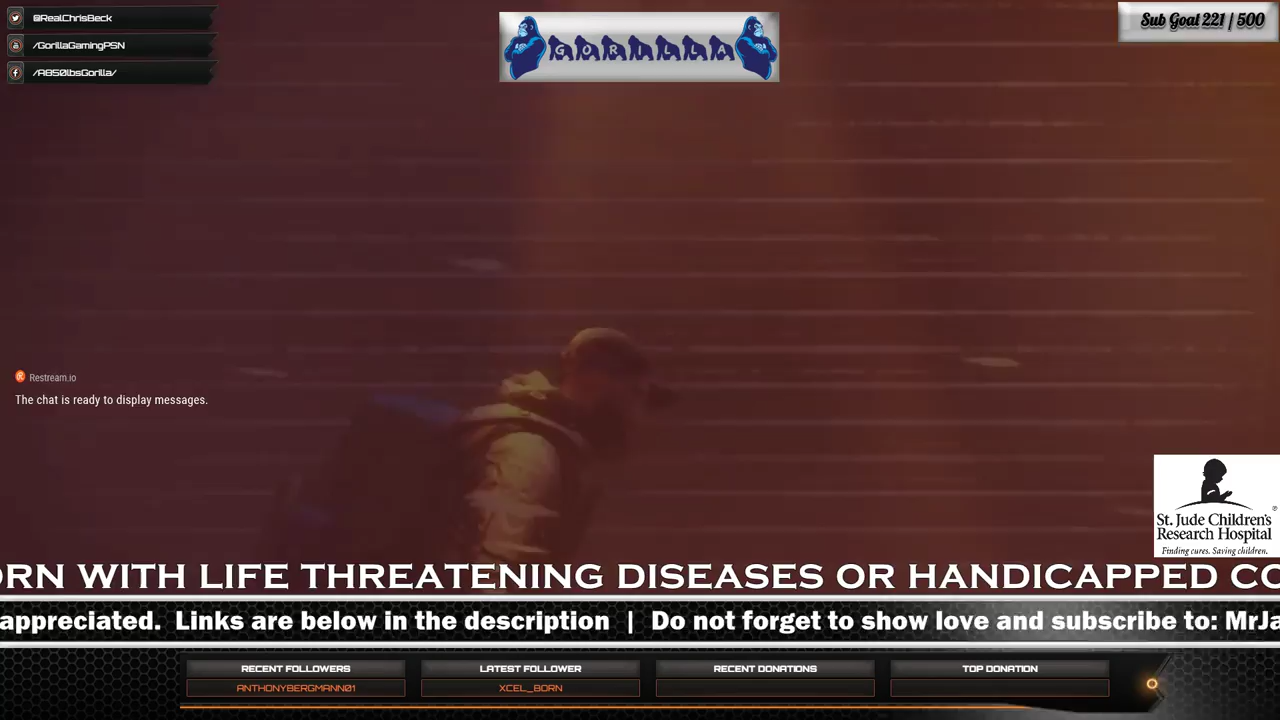 @RealChrisBeck
/GorillaGamingPSN
/A850lbsGorilla/
GORILLA
Sub Goal 221 / 500
Restream.io
The chat is ready to display messages.
St. Jude Children's
Research Hospital
Finding cures. Saving children.
ORN WITH LIFE THREATENING DISEASES OR HANDICAPPED CO
appreciated. Links are below in the description | Do not forget to show love and subscribe to: MrJa
RECENT FOLLOWERS
ANTHONYBERGMANN01
LATEST FOLLOWER
XCEL_BORN
RECENT DONATIONS
TOP DONATION